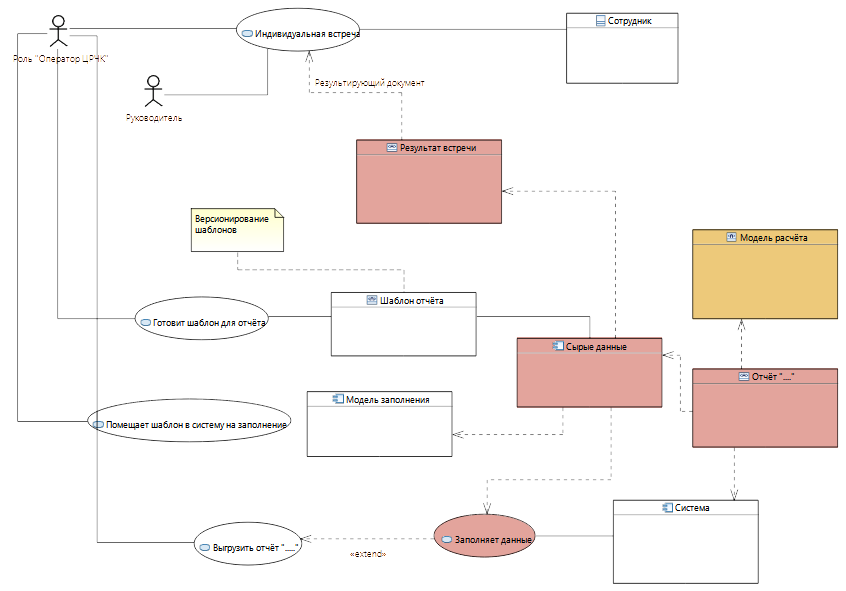 Индивидуальная встреча
Сотрудник
Роль "Оператор ЦРЧК"
Результирующий документ
Руководитель
Результат встречи
Версионирование
шаблонов
Модель расчёта
Шаблон отчёта
Готовит шаблон для отчёта
Сырые данные
Отчёт "...."
Модель заполнения
Помещает шаблон в систему на заполнение
Система
Заполняет данные
Выгрузить отчёт "...."
«extend»